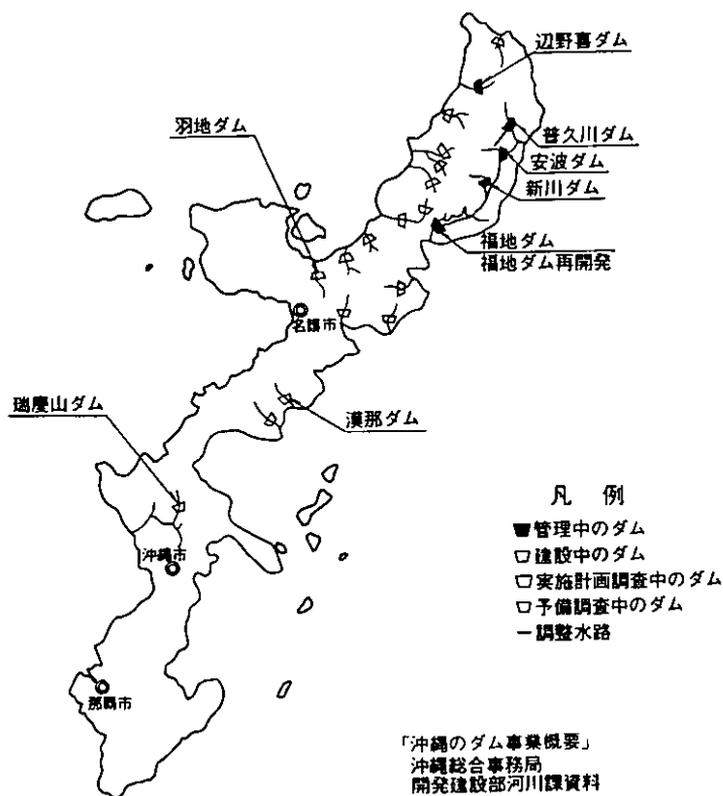 辺野喜ダム
羽地ダム
普久川ダム
安波ダム
新川ダム
福地ダム
福地ダム再開発
名護市
瑞慶山ダム
漢那ダム
沖縄市
那覇市
凡 例
管理中のダム
建設中のダム
実施計画調査中のダム
予備調査中のダム
調整水路
「沖縄のダム事業概要」
沖縄総合事務局
開発建設部河川課資料